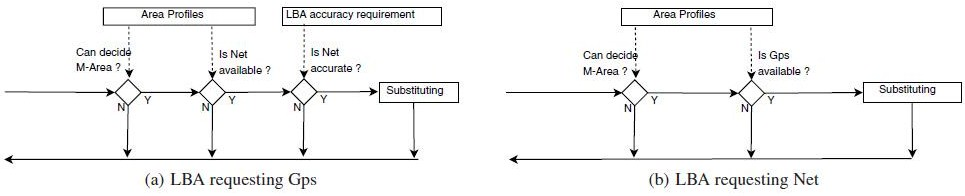 Area Profiles
LBA accuracy requirement
Can decide
M-Area ?
Is Net
available ?
Is Net
accurate ?
N
Y
N
Y
N
Y
Substituting
(a) LBA requesting Gps
Area Profiles
Can decide
M-Area ?
Is Gps
available ?
N
Y
N
Y
Substituting
(b) LBA requesting Net